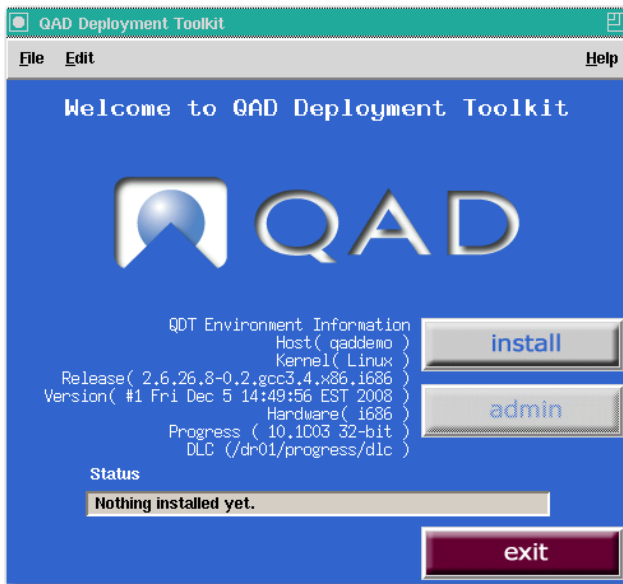 QAD Deployment Toolkit
File Edit Help
Welcome to QAD Deployment Toolkit
QAD
QDT Environment Information
Host( qaddemo )
Kernel( Linux )
Release( 2.6.26.8-0.2.gcc3.4.x86.i686 )
Version( #1 Fri Dec 5 14:49:56 EST 2008 )
Hardware( i686 )
Progress ( 10.1C03 32-bit )
DLC (/dr01/progress/dlc )
install
admin
Status
Nothing installed yet.
exit